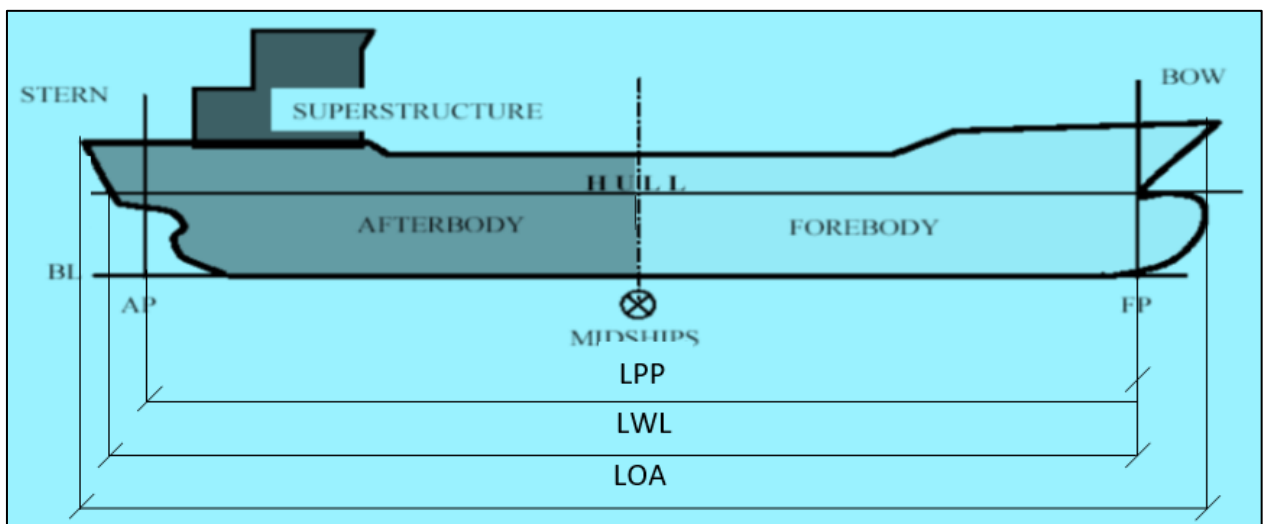 STERN
BOW
SUPERSTRUCTURE
HULL
AFTERBODY
FOREBODY
BL
AP
FP
MIDSHIPS
LPP
LWL
LOA